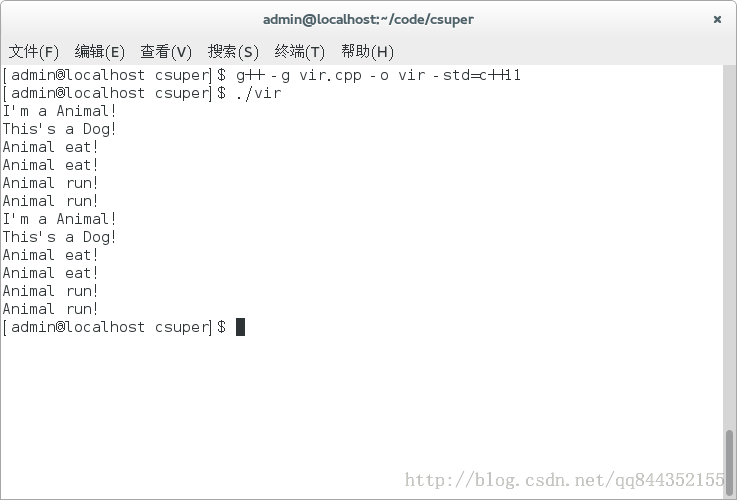 admin@localhost:~/code/csuper
文件(F) 编辑(E) 查看(V) 搜索(S) 终端(T) 帮助(H)
[admin@localhost csuper]$ g++ -g vir.cpp -o vir -std=c++11
[admin@localhost csuper]$ ./vir
I'm a Animal!
This's a Dog!
Animal eat!
Animal eat!
Animal run!
Animal run!
I'm a Animal!
This's a Dog!
Animal eat!
Animal eat!
Animal run!
Animal run!
[admin@localhost csuper]$
http://blog.csdn.net/qq844352155